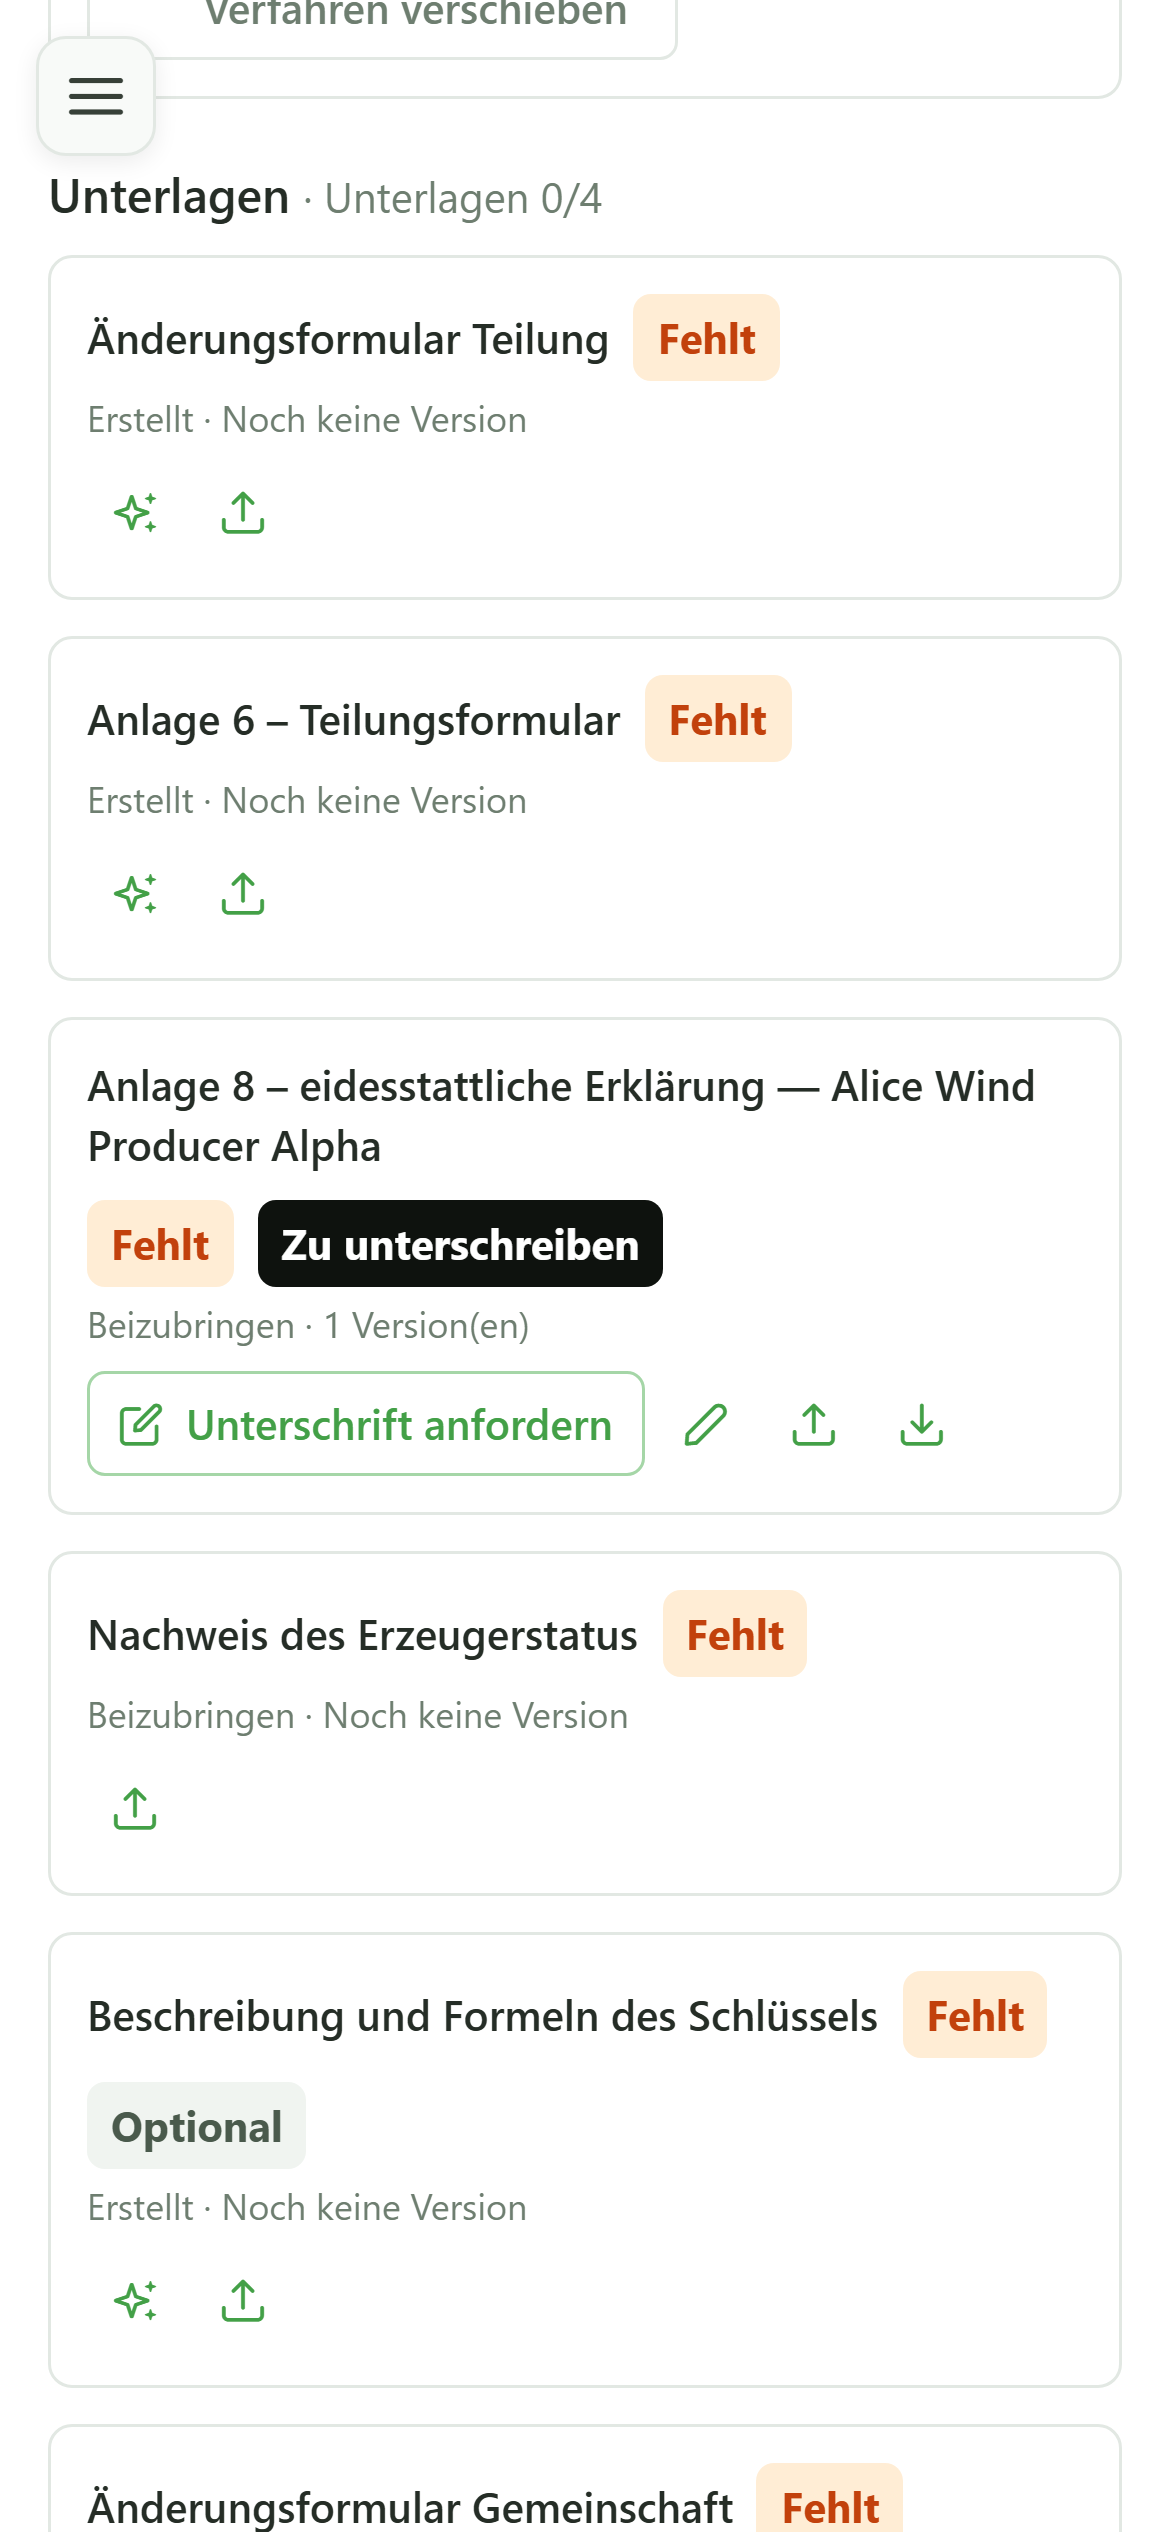 Verfahren verschieben
Unterlagen · Unterlagen 0/4
Änderungsformular Teilung Fehlt
Erstellt · Noch keine Version
Anlage 6 – Teilungsformular Fehlt
Erstellt · Noch keine Version
Anlage 8 – eidesstattliche Erklärung — Alice Wind
Producer Alpha
Fehlt Zu unterschreiben
Beizubringen · 1 Version(en)
Unterschrift anfordern
Nachweis des Erzeugerstatus Fehlt
Beizubringen · Noch keine Version
Beschreibung und Formeln des Schlüssels Fehlt
Optional
Erstellt · Noch keine Version
Änderungsformular Gemeinschaft Fehlt